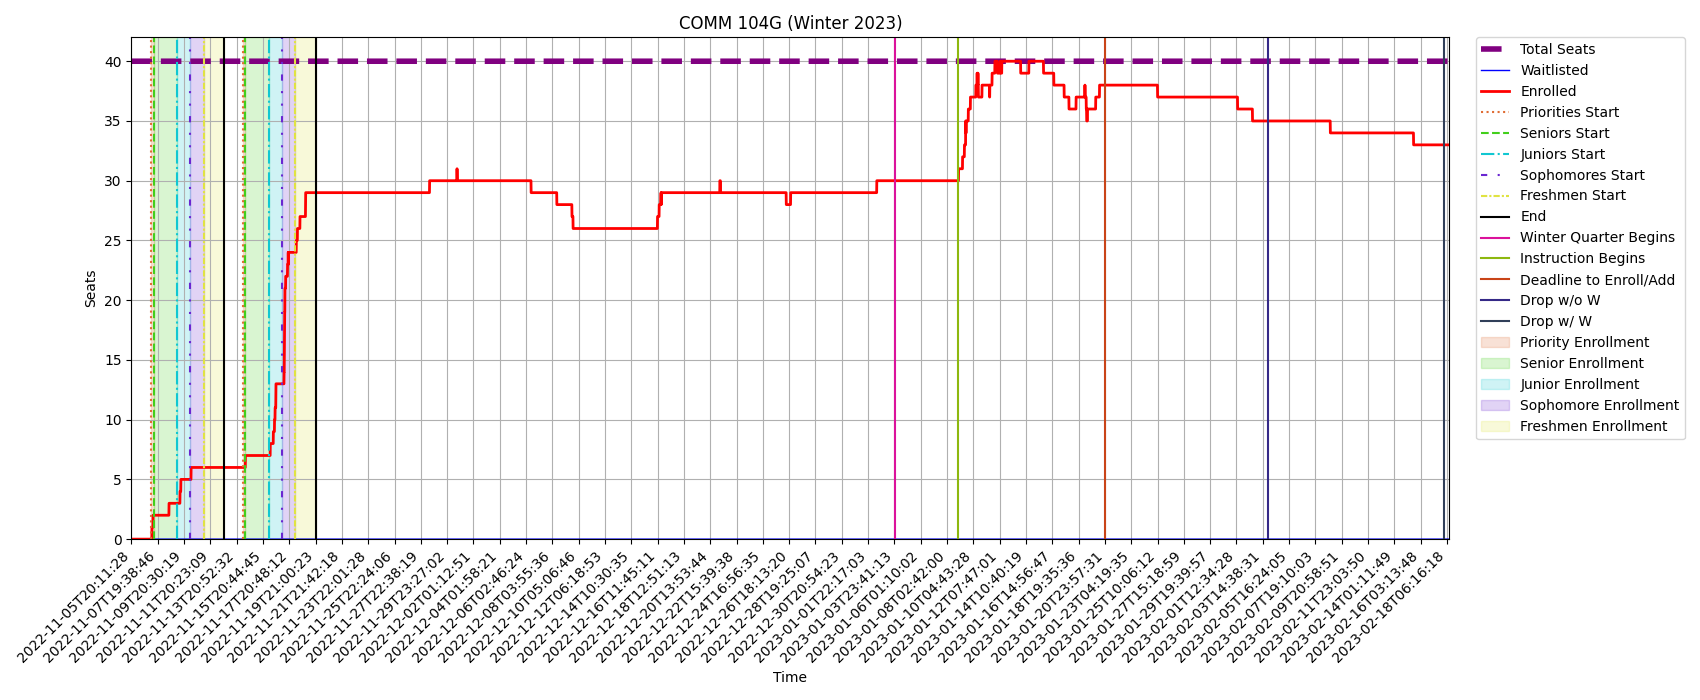 COMM 104G (Winter 2023)
Seats
40
35
30
25
20
15
10
5
0
2022-11-05T20:11:28
2022-11-07T19:38:46
2022-11-09T20:30:19
2022-11-11T20:23:09
2022-11-13T20:52:32
2022-11-15T20:44:45
2022-11-17T20:48:12
2022-11-19T21:00:23
2022-11-21T21:42:18
2022-11-23T22:01:28
2022-11-25T22:24:06
2022-11-27T22:38:19
2022-11-29T23:27:02
2022-12-02T01:12:51
2022-12-04T01:58:21
2022-12-06T02:46:24
2022-12-08T03:55:36
2022-12-10T05:06:46
2022-12-12T06:18:53
2022-12-14T10:30:35
2022-12-16T11:45:11
2022-12-18T12:51:13
2022-12-20T13:53:44
2022-12-22T15:39:38
2022-12-24T16:56:35
2022-12-26T18:13:20
2022-12-28T19:25:07
2022-12-30T20:54:23
2023-01-01T22:17:03
2023-01-03T23:41:13
2023-01-06T01:10:02
2023-01-08T02:42:00
2023-01-10T04:43:28
2023-01-12T07:47:01
2023-01-14T10:40:19
2023-01-16T14:56:47
2023-01-18T19:35:36
2023-01-20T23:57:31
2023-01-23T04:19:35
2023-01-25T10:06:12
2023-01-27T15:18:59
2023-01-29T19:39:57
2023-02-01T12:34:28
2023-02-03T14:38:31
2023-02-05T16:24:05
2023-02-07T19:10:03
2023-02-09T20:58:51
2023-02-11T23:03:50
2023-02-14T01:11:49
2023-02-16T03:13:48
2023-02-18T06:16:18
Time
Total Seats
Waitlisted
Enrolled
Priorities Start
Seniors Start
Juniors Start
Sophomores Start
Freshmen Start
End
Winter Quarter Begins
Instruction Begins
Deadline to Enroll/Add
Drop w/o W
Drop w/ W
Priority Enrollment
Senior Enrollment
Junior Enrollment
Sophomore Enrollment
Freshmen Enrollment